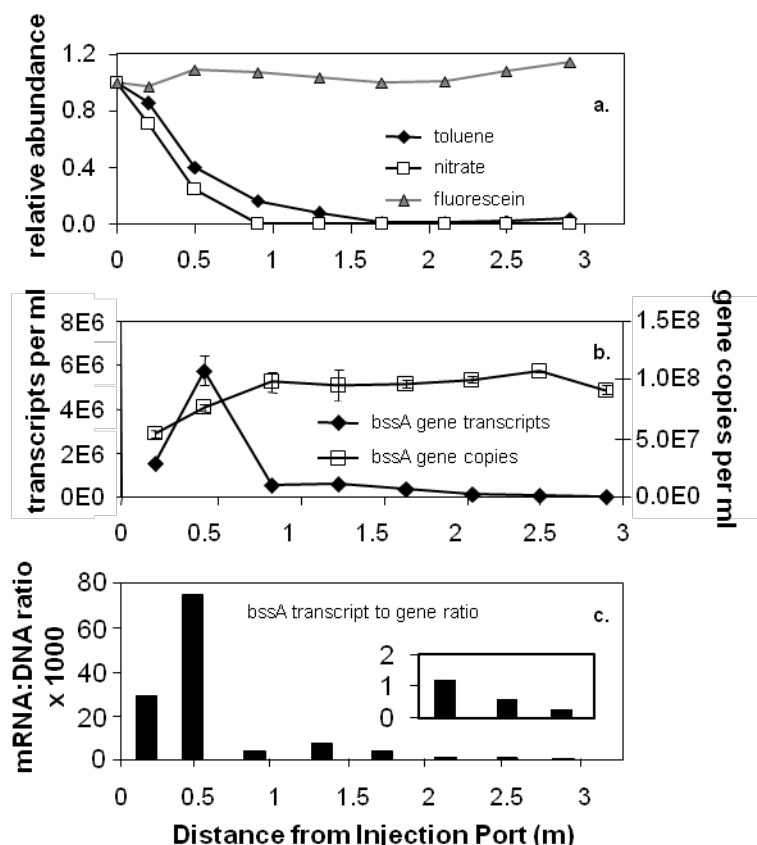 relative abundance
1.2
0.8
0.4
0.0
a.
toluene
nitrate
fluorescein
0 0.5 1 1.5 2 2.5 3
transcripts per ml
8E6
6E6
4E6
2E6
0E0
b.
bssA gene transcripts
bssA gene copies
1.5E8
1.0E8
5.0E7
0.0E0
gene copies per ml
0 0.5 1 1.5 2 2.5 3
mRNA:DNA ratio
x 1000
80
60
40
20
0
bssA transcript to gene ratio
c.
2
1
0
0 0.5 1 1.5 2 2.5 3
Distance from Injection Port (m)